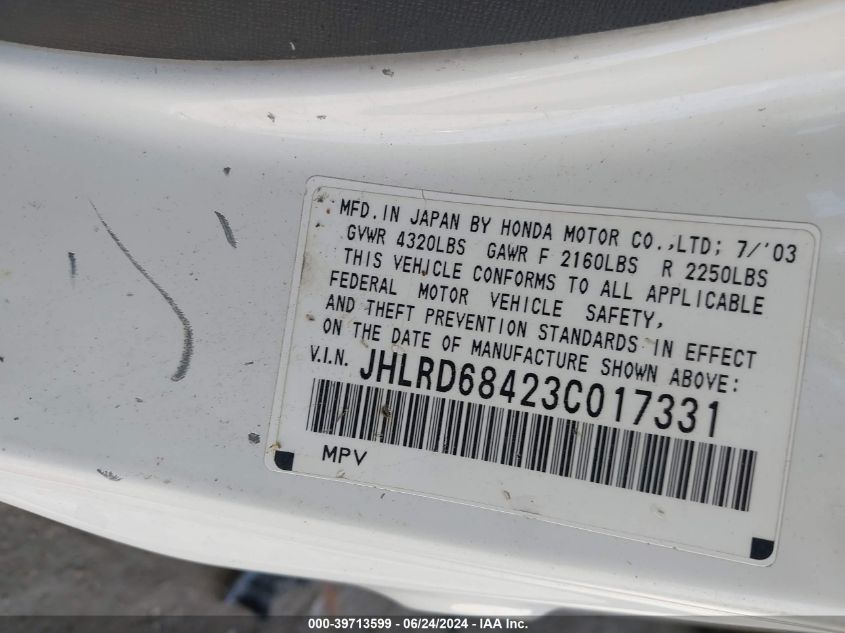 MFD. IN JAPAN BY HONDA MOTOR CO.,LTD; 7/'03
GVWR 4320LBS GAWR F 2160LBS R 2250LBS
THIS VEHICLE CONFORMS TO ALL APPLICABLE
FEDERAL MOTOR VEHICLE SAFETY,
AND THEFT PREVENTION STANDARDS IN EFFECT
ON THE DATE OF MANUFACTURE SHOWN ABOVE:
V.I.N. JHLRD68423C017331
MPV
000-39713599 - 06/24/2024 - IAA Inc.